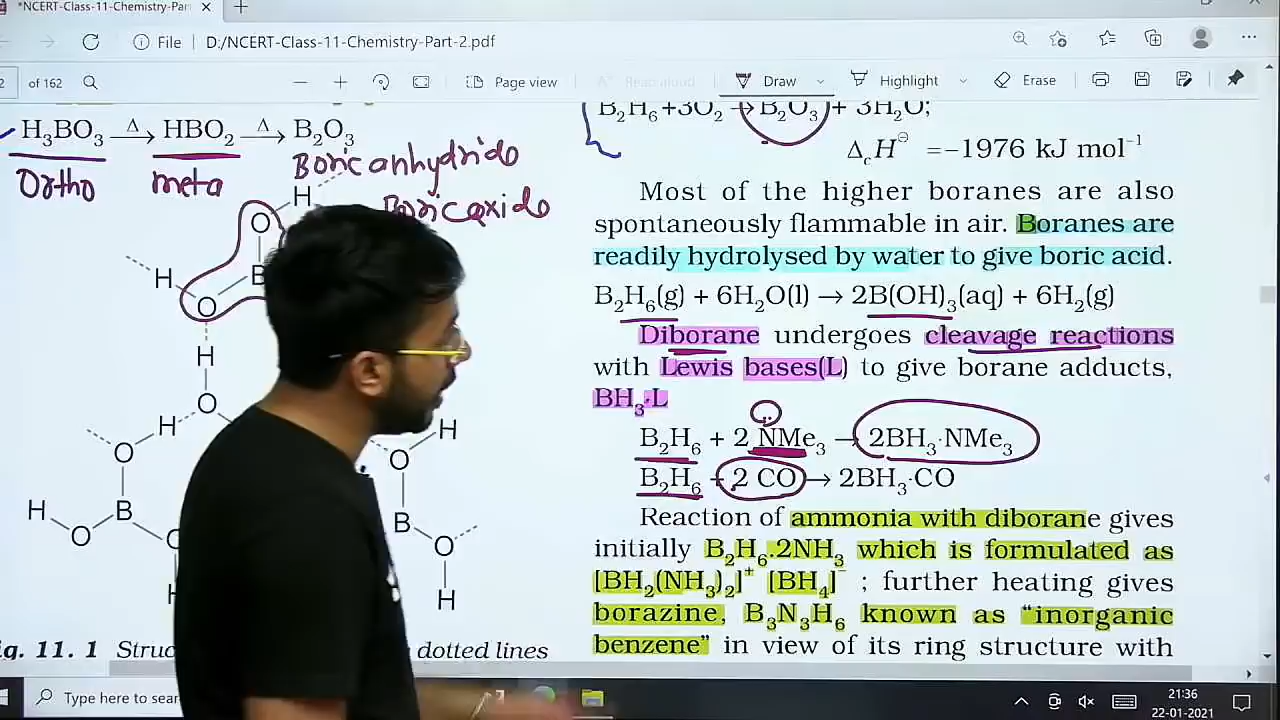 *NCERT-Class-11-Chemistry-Par
File
D:/NCERT-Class-11-Chemistry-Part-2.pdf
of 162
Page view
Read aloud
Draw
Highlight
Erase
H₃BO₃ →Δ HBO₂ →Δ B₂O₃
Boric anhydride
Ortho
meta
Boric oxide
H
O
H
B
O
H
O
H
O
H
B
O
H
O
B
O
H
H
O
H
Fig. 11. 1 Struc
dotted lines
B₂H₆+3O₂ → B₂O₃ + 3H₂O;
ΔcH⊖ =−1976 kJ mol⁻¹
Most of the higher boranes are also
spontaneously flammable in air. Boranes are
readily hydrolysed by water to give boric acid.
B₂H₆(g) + 6H₂O(l) → 2B(OH)₃(aq) + 6H₂(g)
Diborane undergoes cleavage reactions
with Lewis bases(L) to give borane adducts,
BH₃·L
B₂H₆ + 2 NMe₃ → 2BH₃·NMe₃
B₂H₆ + 2 CO → 2BH₃·CO
Reaction of ammonia with diborane gives
initially B₂H₆.2NH₃ which is formulated as
[BH₂(NH₃)₂]⁺ [BH₄]⁻ ; further heating gives
borazine, B₃N₃H₆ known as “inorganic
benzene” in view of its ring structure with
Type here to sear
21:36
22-01-2021